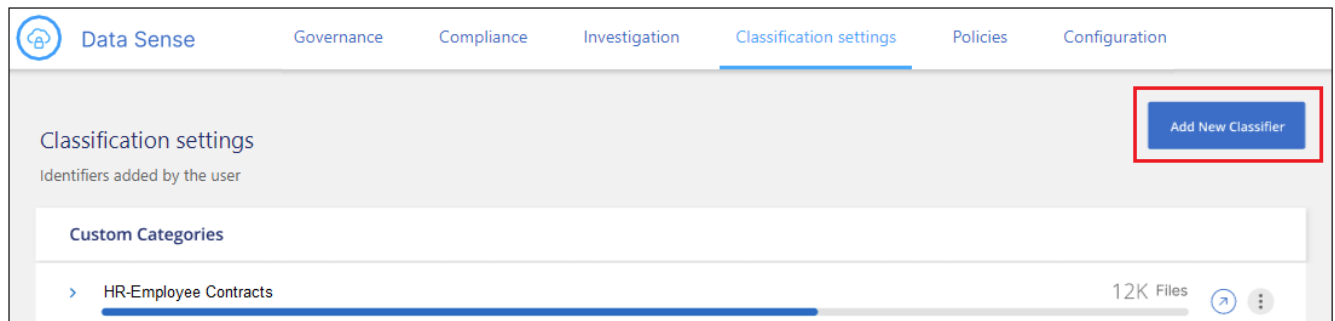 Data Sense Governance Compliance Investigation Classification settings Policies Configuration
Add New Classifier
Classification settings
Identifiers added by the user
Custom Categories
HR-Employee Contracts 12K Files